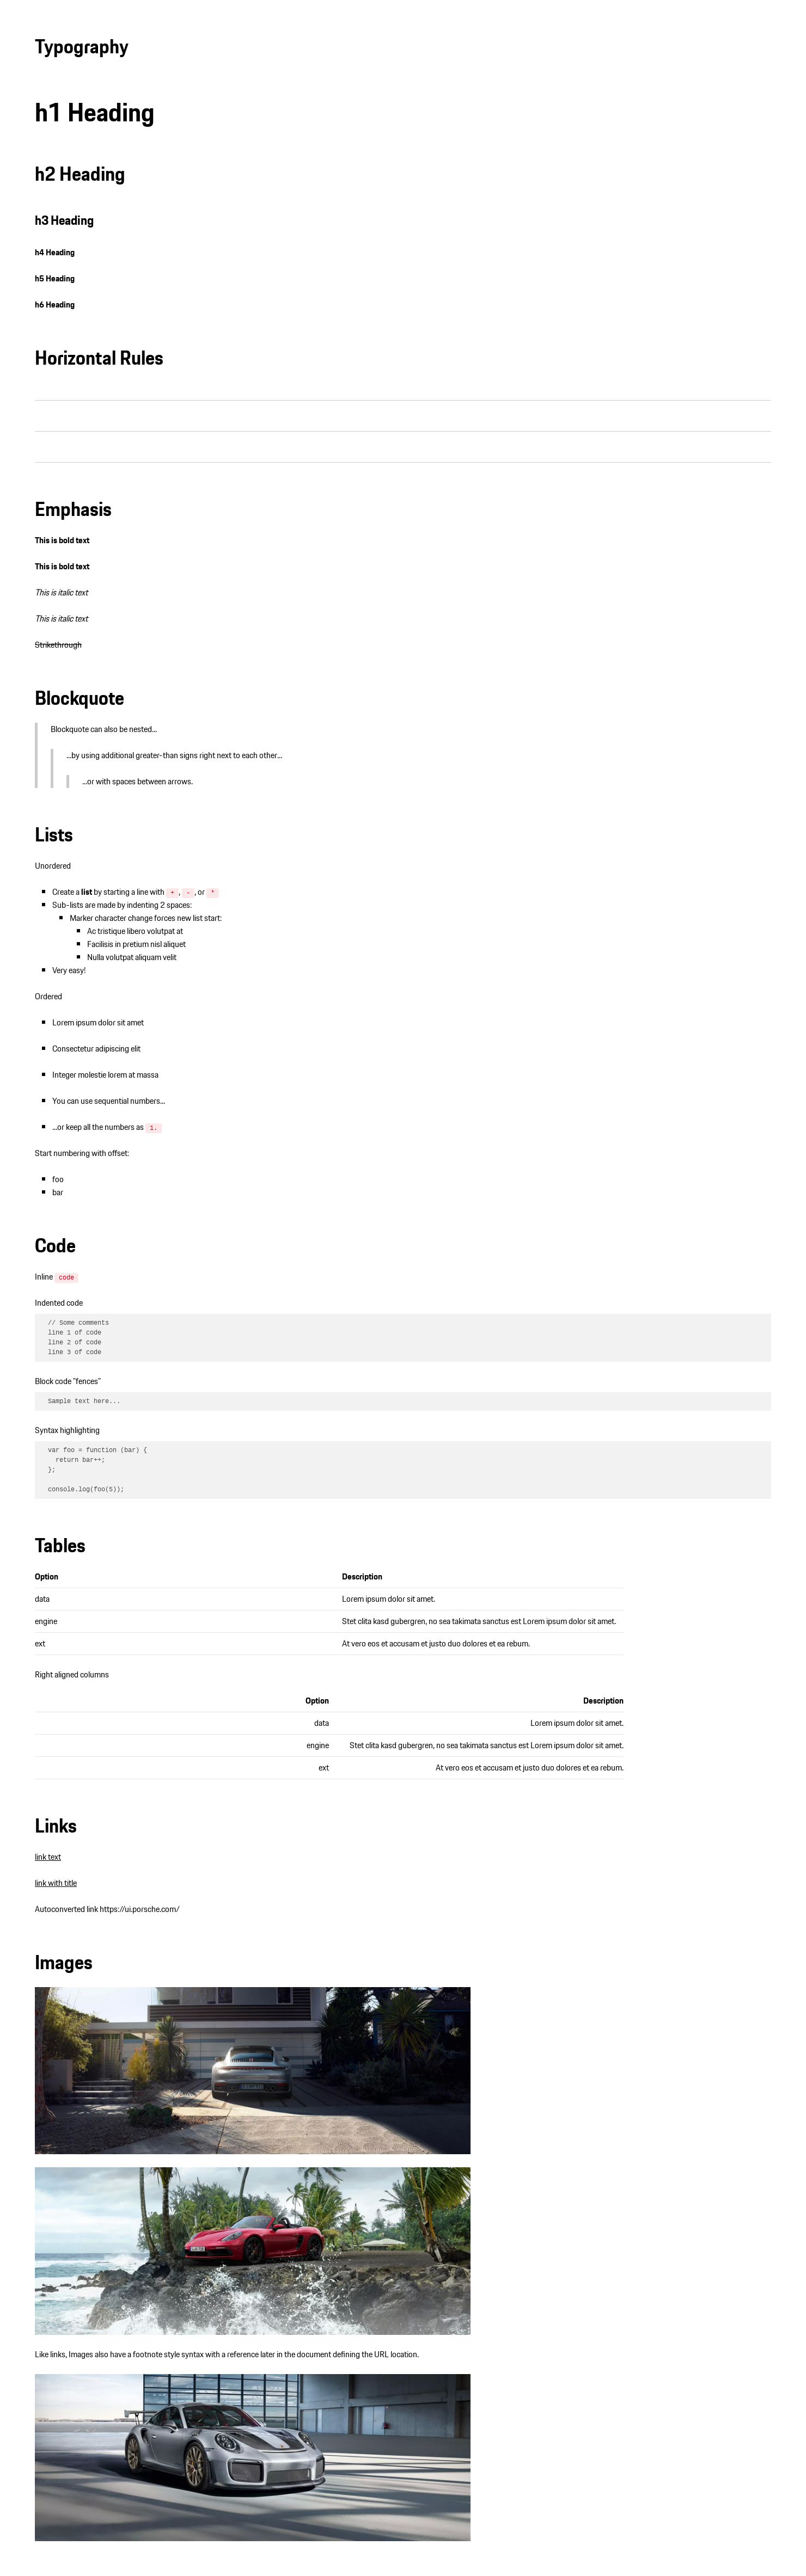 Typography
h1 Heading
h2 Heading
h3 Heading
h4 Heading
h5 Heading
h6 Heading
Horizontal Rules
Emphasis
This is bold text
This is bold text
This is italic text
This is italic text
Strikethrough
Blockquote
Blockquote can also be nested...
...by using additional greater-than signs right next to each other...
...or with spaces between arrows.
Lists
Unordered
Create a list by starting a line with + , - , or *
Sub-lists are made by indenting 2 spaces:
Marker character change forces new list start:
Ac tristique libero volutpat at
Facilisis in pretium nisl aliquet
Nulla volutpat aliquam velit
Very easy!
Ordered
Lorem ipsum dolor sit amet
Consectetur adipiscing elit
Integer molestie lorem at massa
You can use sequential numbers...
...or keep all the numbers as 1.
Start numbering with offset:
foo
bar
Code
Inline code
Indented code
// Some comments
line 1 of code
line 2 of code
line 3 of code
Block code "fences"
Sample text here...
Syntax highlighting
var foo = function (bar) {
return bar++;
};
console.log(foo(5));
Tables
Option Description
data Lorem ipsum dolor sit amet.
engine Stet clita kasd gubergren, no sea takimata sanctus est Lorem ipsum dolor sit amet.
ext At vero eos et accusam et justo duo dolores et ea rebum.
Right aligned columns
Option Description
data Lorem ipsum dolor sit amet.
engine Stet clita kasd gubergren, no sea takimata sanctus est Lorem ipsum dolor sit amet.
ext At vero eos et accusam et justo duo dolores et ea rebum.
Links
link text
link with title
Autoconverted link https://ui.porsche.com/
Images
Like links, Images also have a footnote style syntax with a reference later in the document defining the URL location.